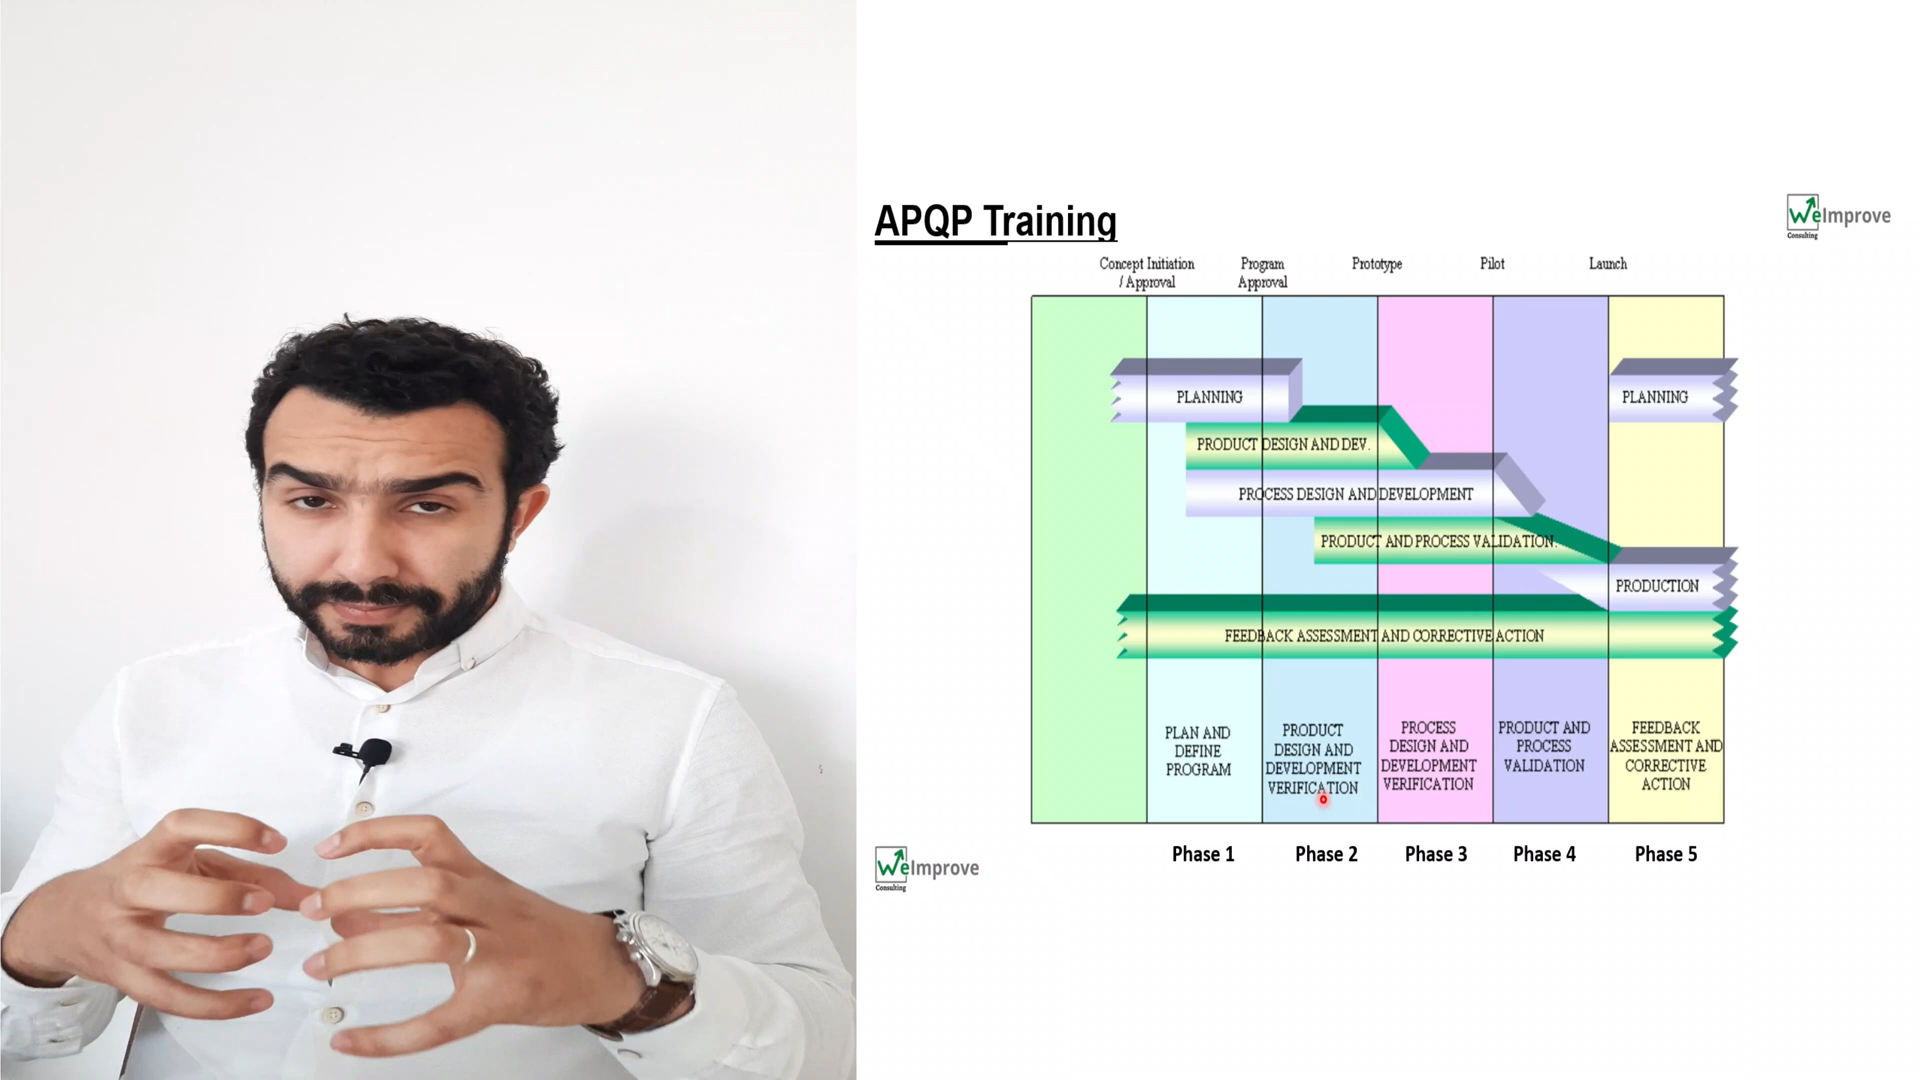 APQP Training
WeImprove
Consulting
Concept Initiation
/ Approval
Program
Approval
Prototype
Pilot
Launch
PLANNING
PLANNING
PRODUCT DESIGN AND DEV.
PROCESS DESIGN AND DEVELOPMENT
PRODUCT AND PROCESS VALIDATION.
PRODUCTION
FEEDBACK ASSESSMENT AND CORRECTIVE ACTION
PLAN AND
DEFINE
PROGRAM
PRODUCT
DESIGN AND
DEVELOPMENT
VERIFICATION
PROCESS
DESIGN AND
DEVELOPMENT
VERIFICATION
PRODUCT AND
PROCESS
VALIDATION
FEEDBACK
ASSESSMENT AND
CORRECTIVE
ACTION
Phase 1
Phase 2
Phase 3
Phase 4
Phase 5
WeImprove
Consulting